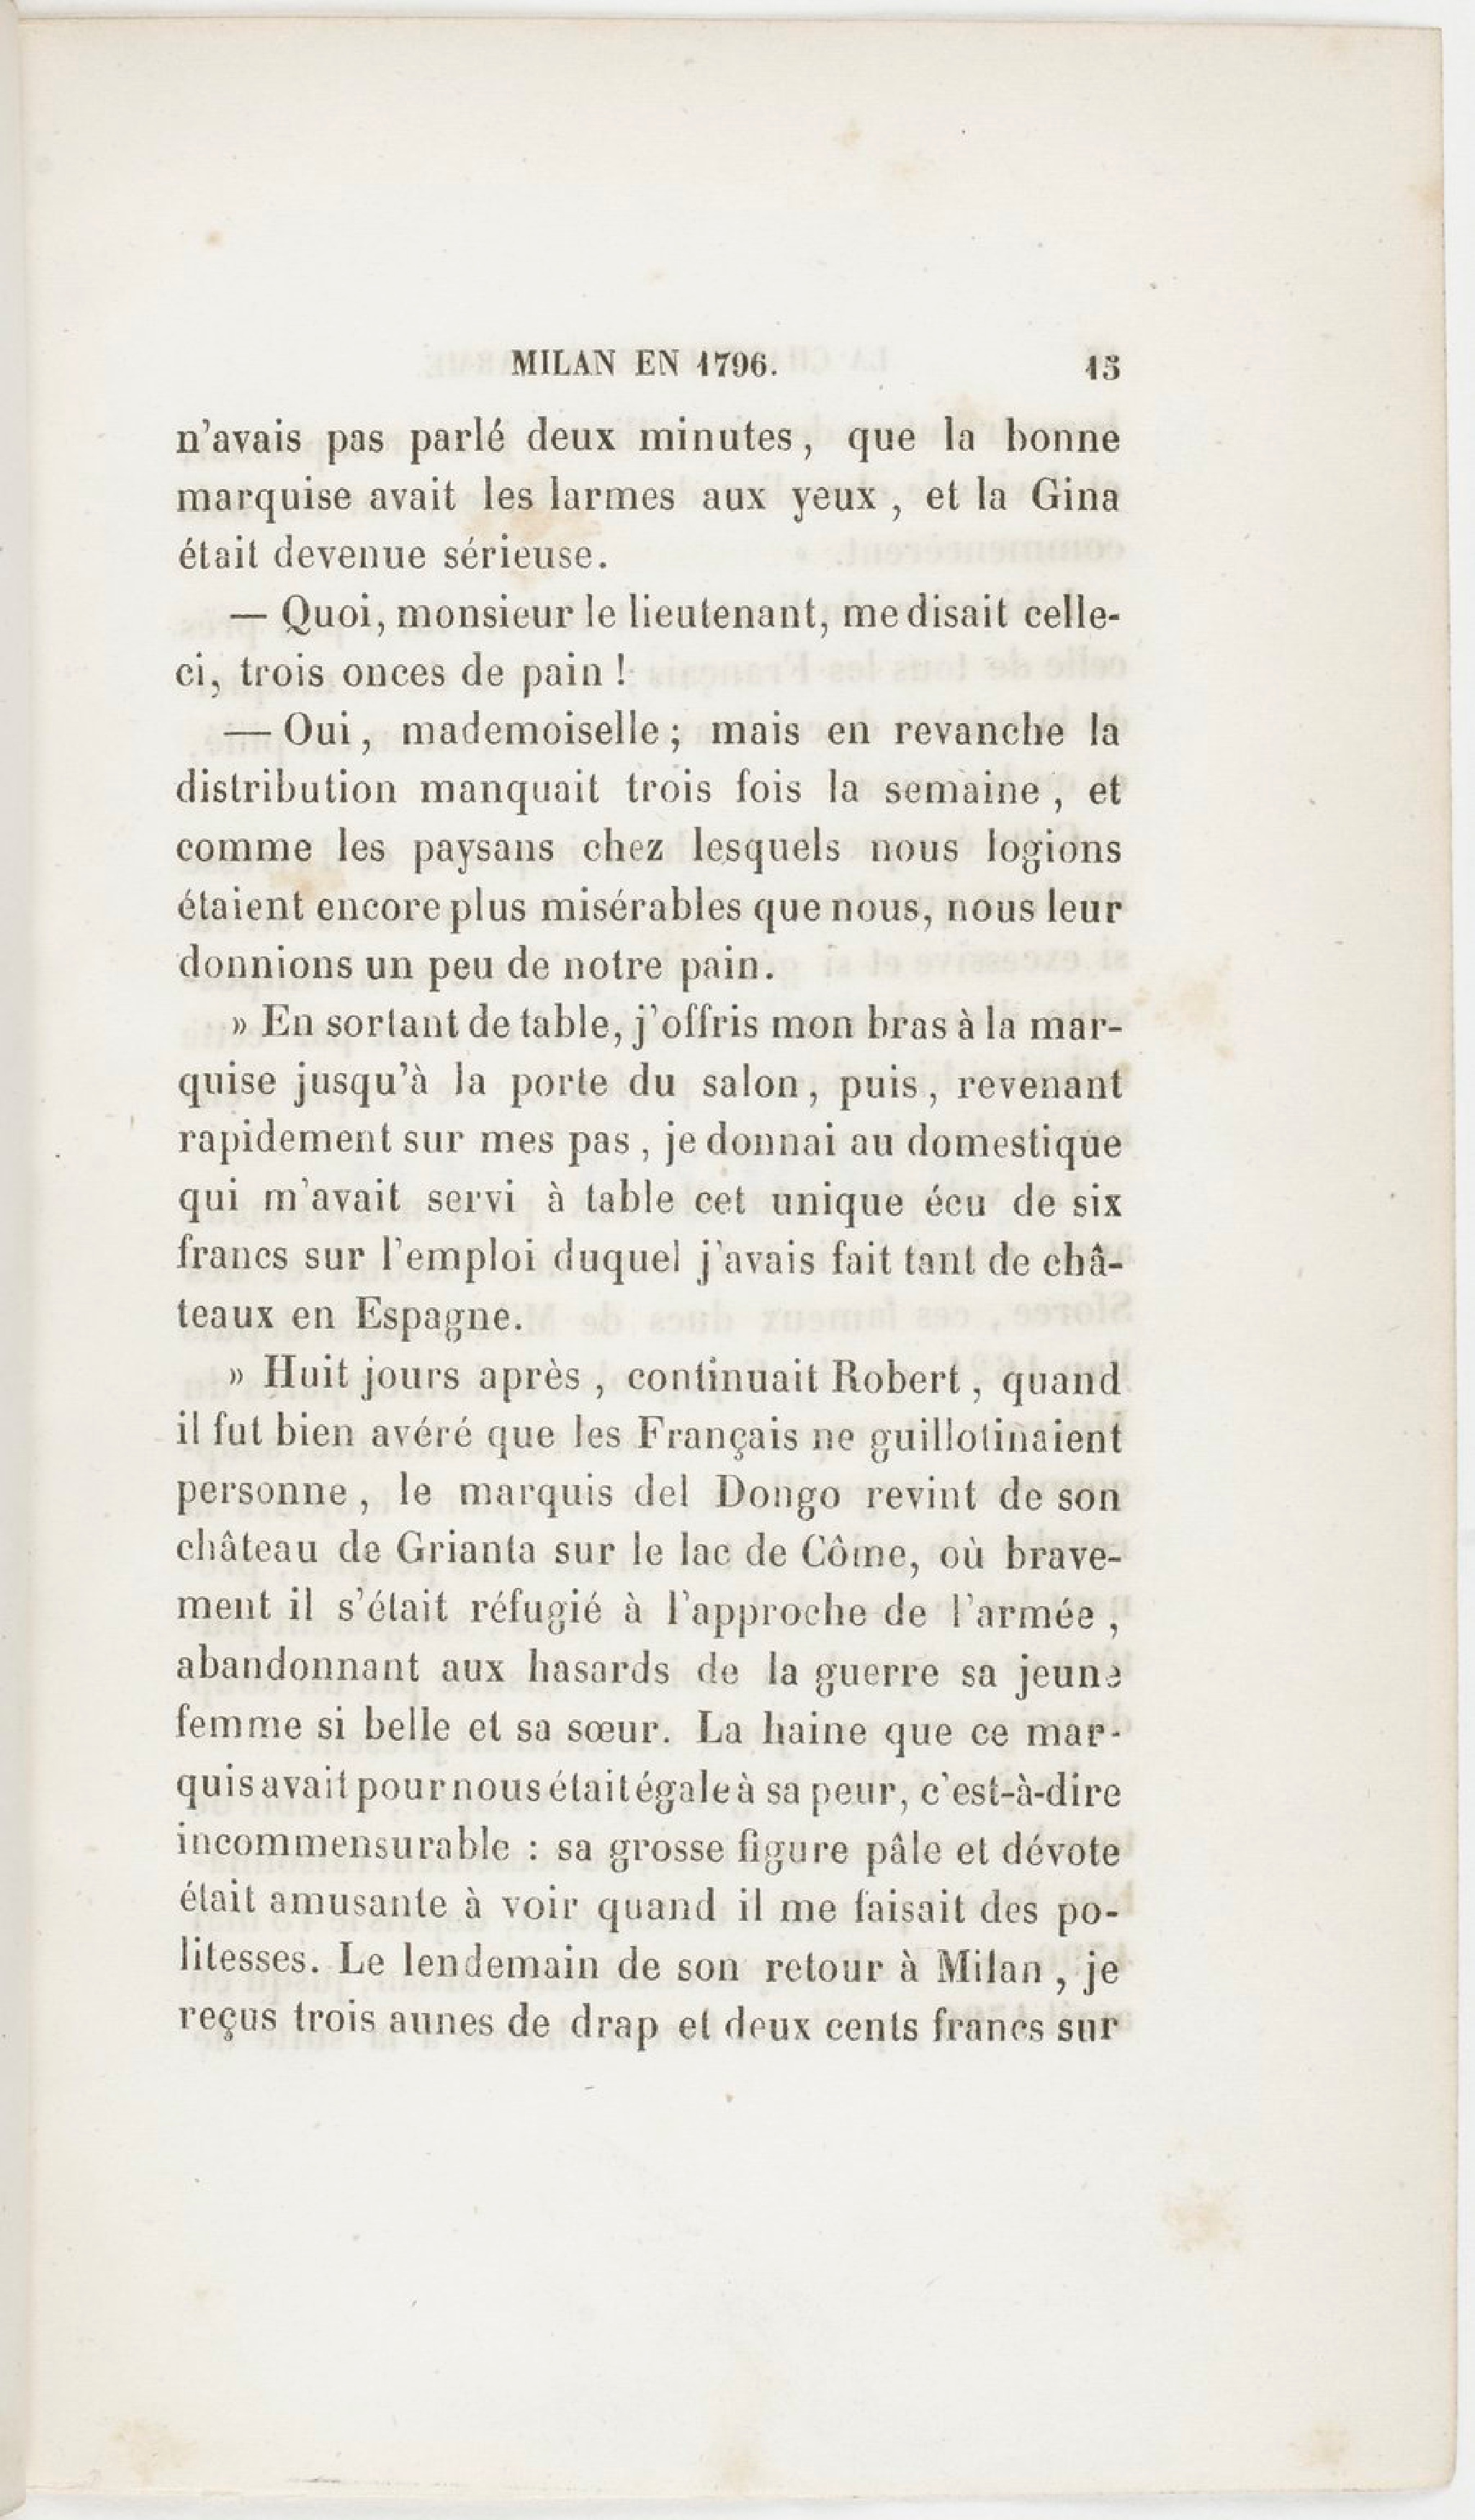 MILAN EN 1796. 13
n'avais pas parlé deux minutes, que la bonne
marquise avait les larmes aux yeux, et la Gina
était devenue sérieuse.
— Quoi, monsieur le lieutenant, me disait celle-
ci, trois onces de pain !
— Oui, mademoiselle; mais en revanche la
distribution manquait trois fois la semaine, et
comme les paysans chez lesquels nous logions
étaient encore plus misérables que nous, nous leur
donnions un peu de notre pain.
» En sortant de table, j'offris mon bras à la mar-
quise jusqu'à la porte du salon, puis, revenant
rapidement sur mes pas, je donnai au domestique
qui m'avait servi à table cet unique écu de six
francs sur l'emploi duquel j'avais fait tant de châ-
teaux en Espagne.
» Huit jours après, continuait Robert, quand
il fut bien avéré que les Français ne guillotinaient
personne, le marquis del Dongo revint de son
château de Grianta sur le lac de Côme, où brave-
ment il s'était réfugié à l'approche de l'armée,
abandonnant aux hasards de la guerre sa jeune
femme si belle et sa sœur. La haine que ce mar-
quis avait pour nous était égale à sa peur, c'est-à-dire
incommensurable : sa grosse figure pâle et dévote
était amusante à voir quand il me faisait des po-
litesses. Le lendemain de son retour à Milan, je
reçus trois aunes de drap et deux cents francs sur